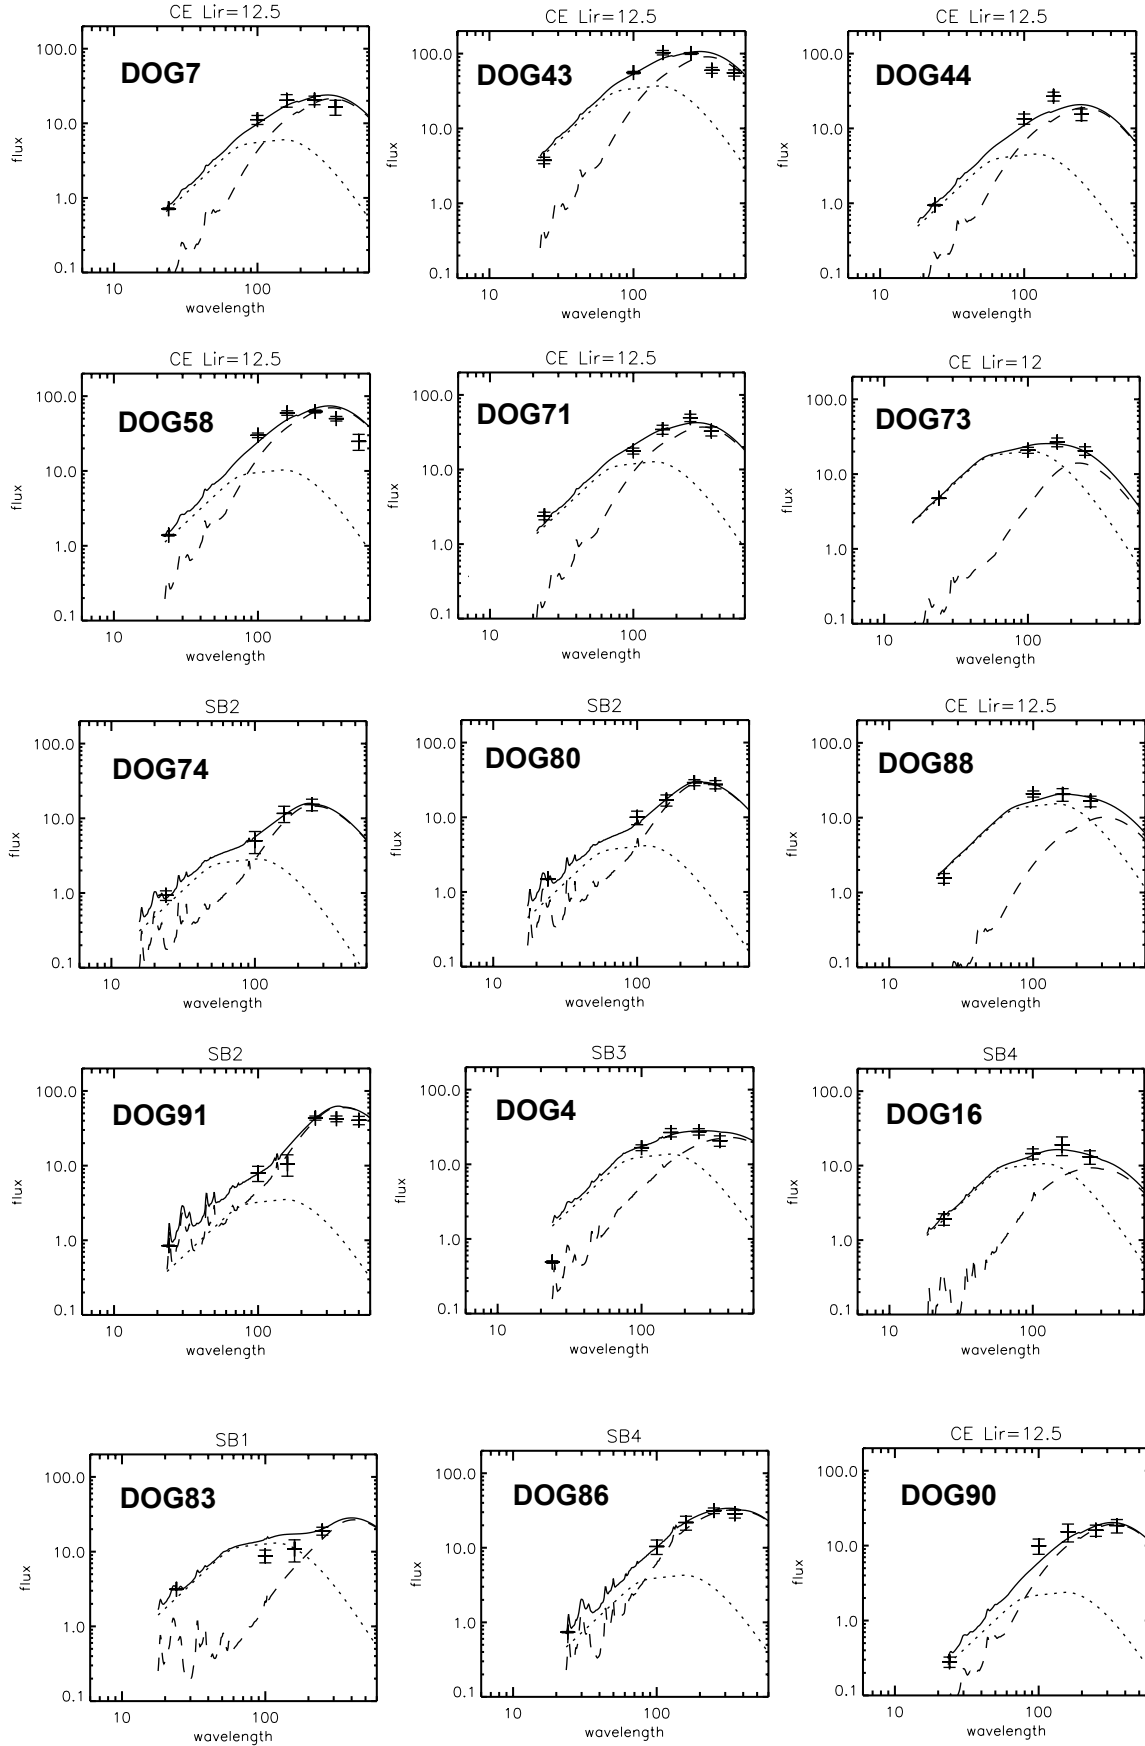 CE Lir=12.5
CE Lir=12.5
CE Lir=12.5
100.0
10.0
1.0
0.1
flux
DOG7
10
100
wavelength
100.0
10.0
1.0
0.1
flux
DOG43
10
100
wavelength
100.0
10.0
1.0
0.1
flux
DOG44
10
100
wavelength
CE Lir=12.5
CE Lir=12.5
CE Lir=12
100.0
10.0
1.0
0.1
flux
DOG58
10
100
wavelength
100.0
10.0
1.0
0.1
flux
DOG71
10
100
wavelength
100.0
10.0
1.0
0.1
flux
DOG73
10
100
wavelength
SB2
SB2
CE Lir=12.5
100.0
10.0
1.0
0.1
flux
DOG74
10
100
wavelength
100.0
10.0
1.0
0.1
flux
DOG80
10
100
wavelength
100.0
10.0
1.0
0.1
flux
DOG88
10
100
wavelength
SB2
SB3
SB4
100.0
10.0
1.0
0.1
flux
DOG91
10
100
wavelength
100.0
10.0
1.0
0.1
flux
DOG4
10
100
wavelength
100.0
10.0
1.0
0.1
flux
DOG16
10
100
wavelength
SB1
SB4
CE Lir=12.5
100.0
10.0
1.0
0.1
flux
DOG83
10
100
wavelength
100.0
10.0
1.0
0.1
flux
DOG86
10
100
wavelength
100.0
10.0
1.0
0.1
flux
DOG90
10
100
wavelength